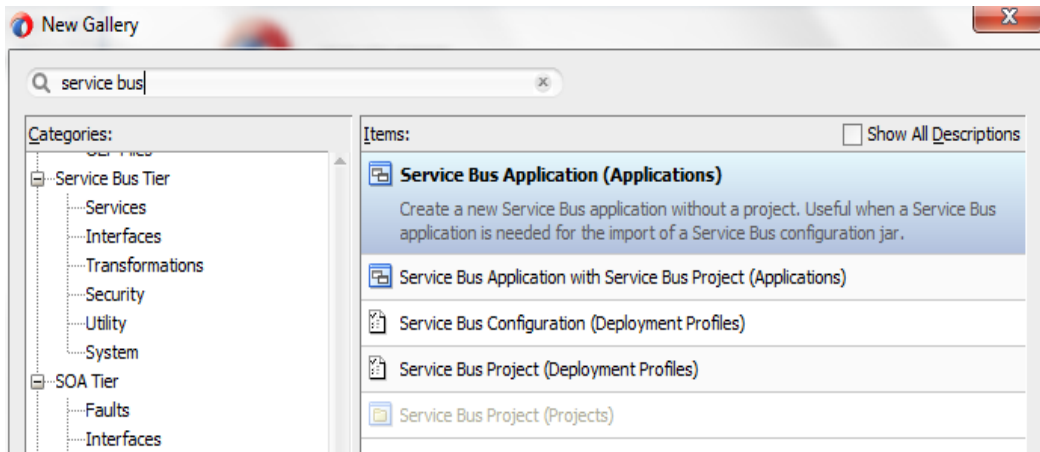 New Gallery
service bus
Categories:
Service Bus Tier
Services
Interfaces
Transformations
Security
Utility
System
SOA Tier
Faults
Interfaces
Items:
Show All Descriptions
Service Bus Application (Applications)
Create a new Service Bus application without a project. Useful when a Service Bus
application is needed for the import of a Service Bus configuration jar.
Service Bus Application with Service Bus Project (Applications)
Service Bus Configuration (Deployment Profiles)
Service Bus Project (Deployment Profiles)
Service Bus Project (Projects)